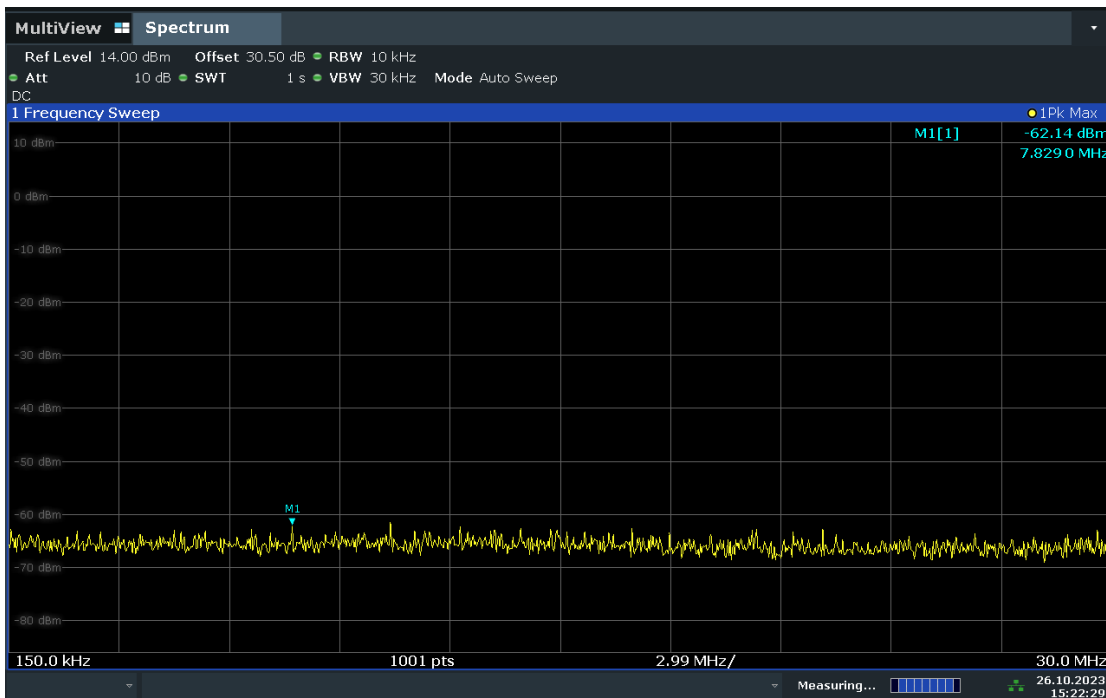 MultiView Spectrum
Ref Level 14.00 dBm Offset 30.50 dB RBW 10 kHz
Att 10 dB SWT 1 s VBW 30 kHz Mode Auto Sweep
DC
1 Frequency Sweep 1Pk Max
M1[1] -62.14 dBm
7.8290 MHz
10 dBm
0 dBm
-10 dBm
-20 dBm
-30 dBm
-40 dBm
-50 dBm
M1
-60 dBm
-70 dBm
-80 dBm
150.0 kHz 1001 pts 2.99 MHz/ 30.0 MHz
Measuring... 26.10.2023
15:22:29